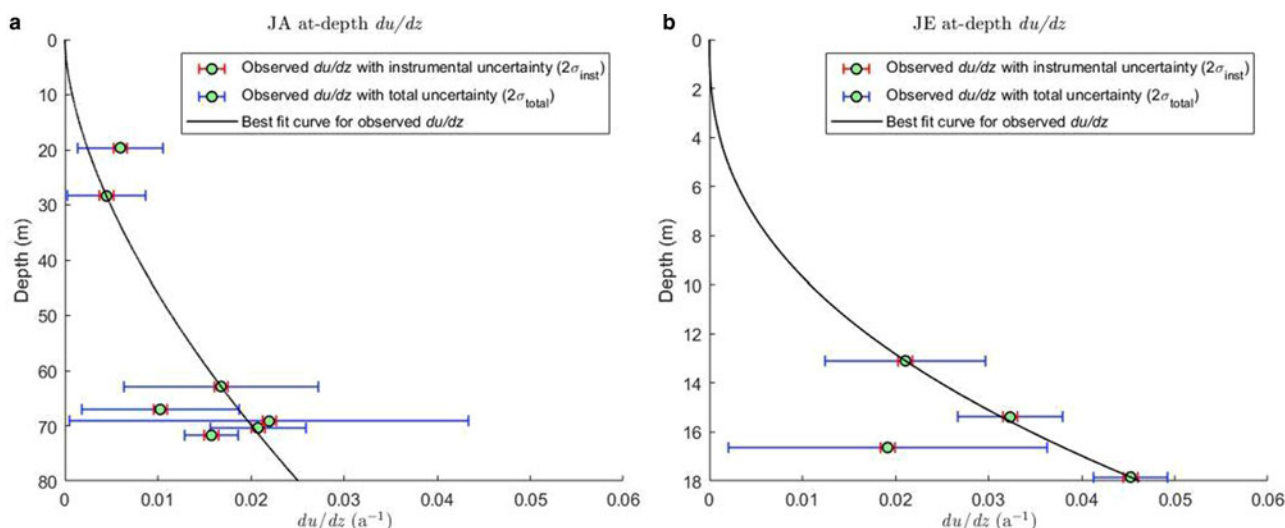 a
JA at-depth du/dz
0
10
20
30
40
50
60
70
80
Depth (m)
Observed du/dz with instrumental uncertainty (2σinst)
Observed du/dz with total uncertainty (2σtotal)
Best fit curve for observed du/dz
0
0.01
0.02
0.03
0.04
0.05
0.06
du/dz (a⁻¹)
b
JE at-depth du/dz
0
2
4
6
8
10
12
14
16
18
Depth (m)
Observed du/dz with instrumental uncertainty (2σinst)
Observed du/dz with total uncertainty (2σtotal)
Best fit curve for observed du/dz
0
0.01
0.02
0.03
0.04
0.05
0.06
du/dz (a⁻¹)